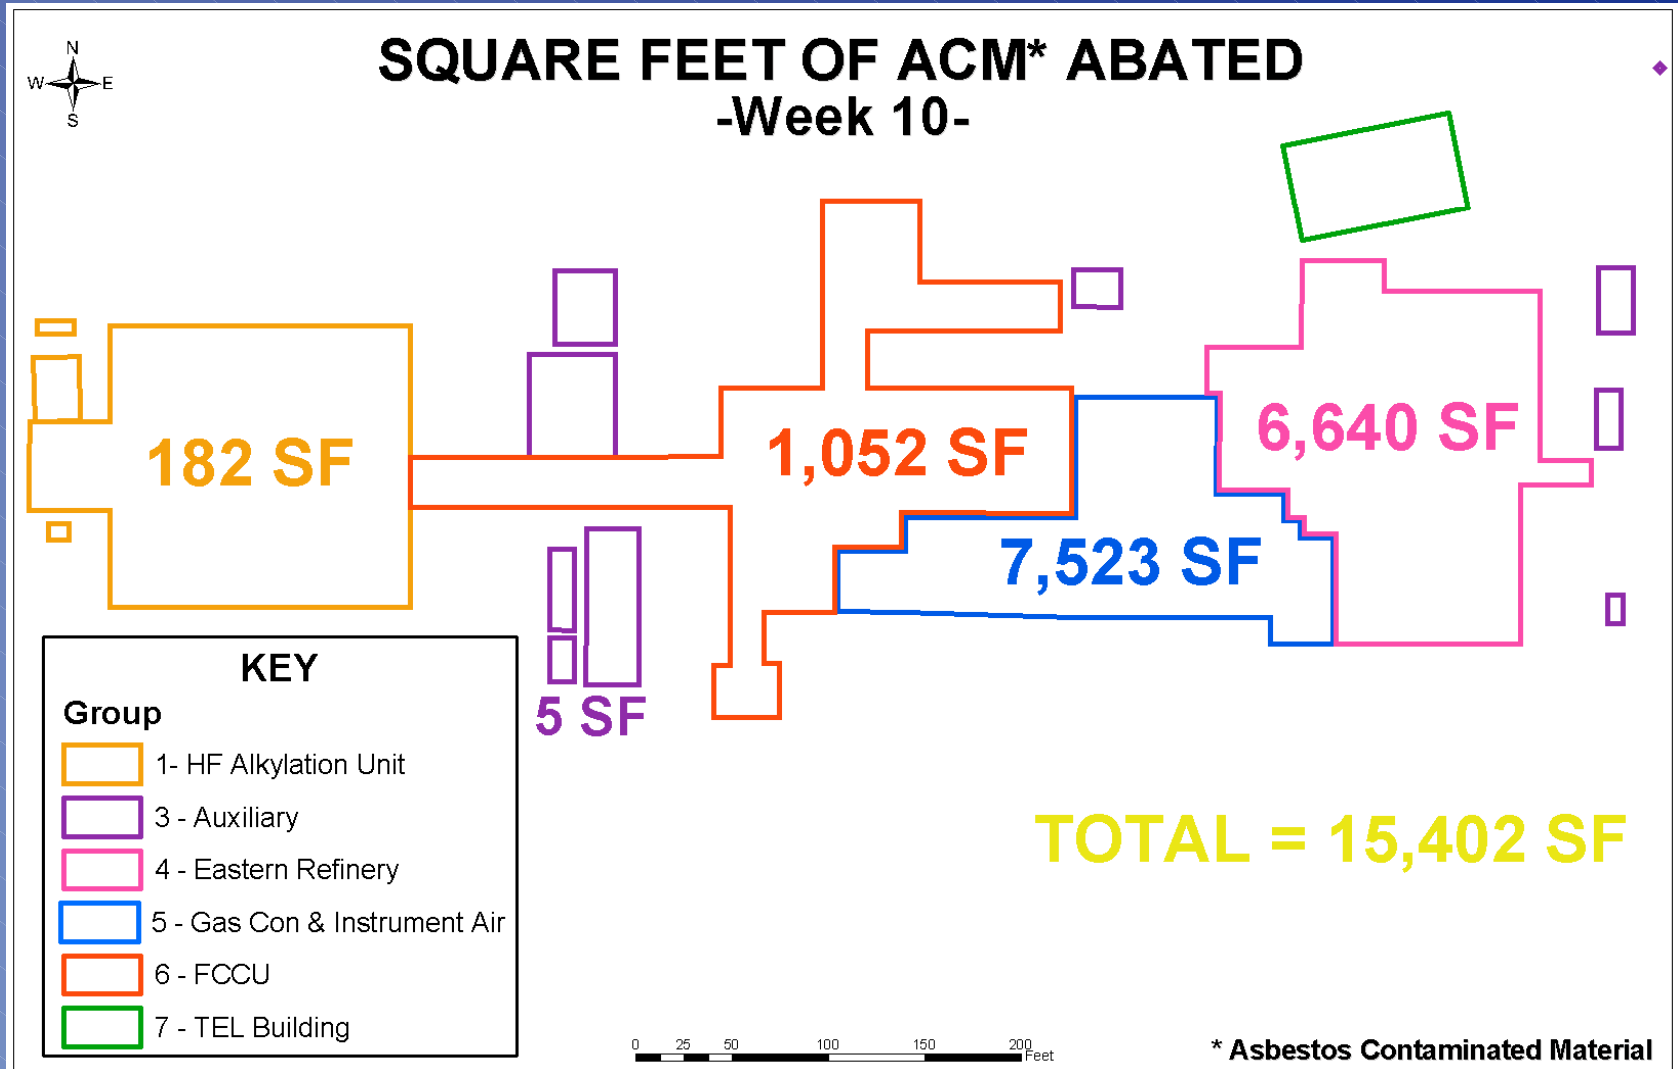 SQUARE FEET OF ACM* ABATED
-Week 10-
N
W E
S
182 SF
1,052 SF
6,640 SF
7,523 SF
5 SF
KEY
Group
1- HF Alkylation Unit
3 - Auxiliary
4 - Eastern Refinery
5 - Gas Con & Instrument Air
6 - FCCU
7 - TEL Building
TOTAL = 15,402 SF
0 25 50 100 150 200
Feet
* Asbestos Contaminated Material